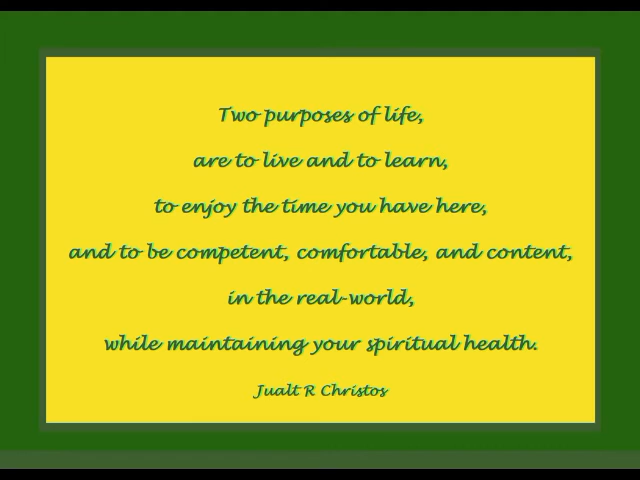 Two purposes of life,
are to live and to learn,
to enjoy the time you have here,
and to be competent, comfortable, and content,
in the real-world,
while maintaining your spiritual health.
Jualt R Christos